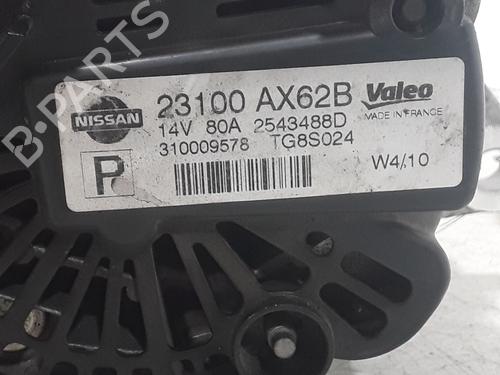 B-PARTS
NISSAN
23100 AX62B
Valeo
14V 80A 2543488D
MADE IN FRANCE
310009578 TG8S024
P
W4/10